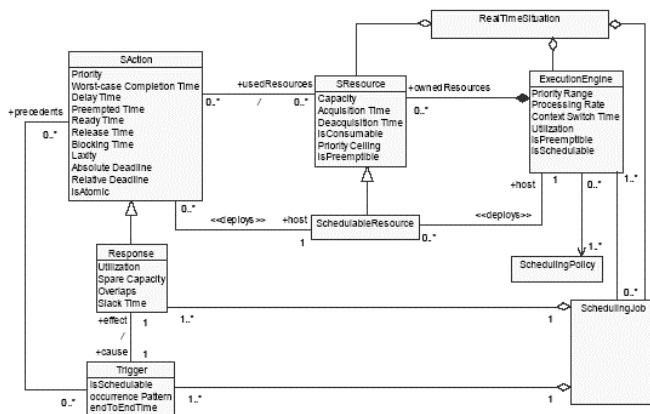 RealTimeSituation
SAction
Priority
Worst-case Completion Time
Delay Time
Preempted Time
Ready Time
Release Time
Blocking Time
Laxity
Absolute Deadline
Relative Deadline
isAtomic
+usedResources
0..* / 0..*
SResource
Capacity
Acquisition Time
Deacquisition Time
isConsumable
Priority Ceiling
isPreemptible
+ownedResources
0..*
ExecutionEngine
Priority Range
Processing Rate
Context Switch Time
Utilization
isPreemptible
isSchedulable
+precedents
0..*
0..*
<<deploys>>
+host
1
SchedulableResource
0..*
<<deploys>>
+host
1
0..*
1..*
1..*
SchedulingPolicy
Response
Utilization
Spare Capacity
Overlaps
Slack Time
1..*
1
0..*
SchedulingJob
+effect
1
/
+cause
1
Trigger
isSchedulable
occurrence Pattern
endToEndTime
0..*
1..*
1